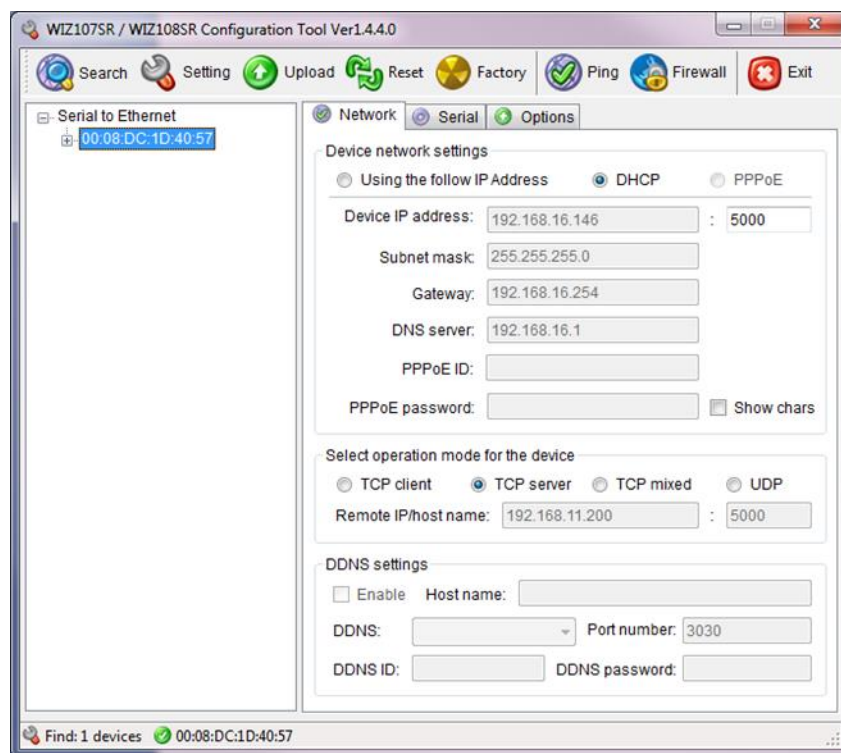 WIZ107SR / WIZ108SR Configuration Tool Ver1.4.4.0
Search Setting Upload Reset Factory Ping Firewall Exit
Serial to Ethernet
00:08:DC:1D:40:57
Network Serial Options
Device network settings
Using the follow IP Address DHCP PPPoE
Device IP address: 192.168.16.146 : 5000
Subnet mask: 255.255.255.0
Gateway: 192.168.16.254
DNS server: 192.168.16.1
PPPoE ID:
PPPoE password: Show chars
Select operation mode for the device
TCP client TCP server TCP mixed UDP
Remote IP/host name: 192.168.11.200 : 5000
DDNS settings
Enable Host name:
DDNS: Port number: 3030
DDNS ID: DDNS password:
Find: 1 devices 00:08:DC:1D:40:57